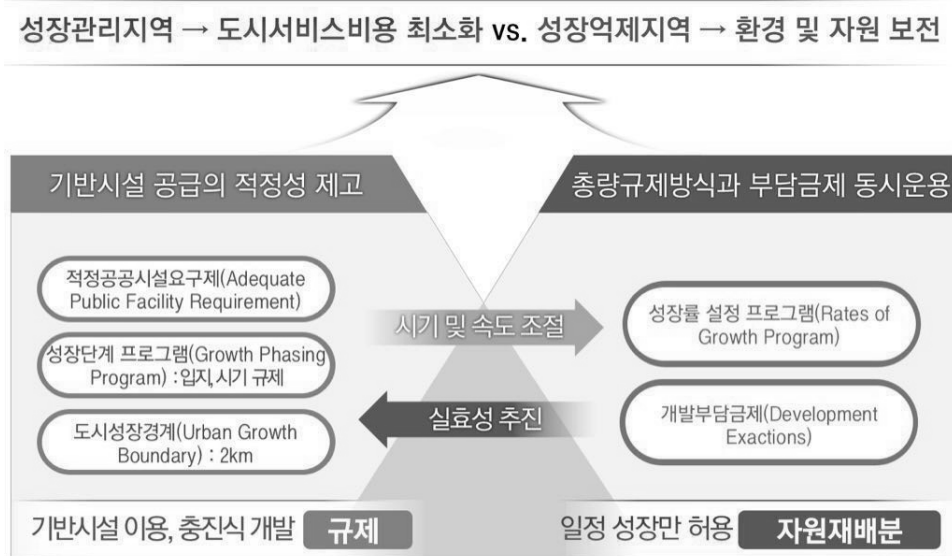 성장관리지역 → 도시서비스비용 최소화 vs. 성장억제지역 → 환경 및 자원 보전
기반시설 공급의 적정성 제고
총량규제방식과 부담금제 동시운용
적정공공시설요구제(Adequate
Public Facility Requirement)
성장단계 프로그램(Growth Phasing
Program) : 입지, 시기 규제
도시성장경계(Urban Growth
Boundary) : 2km
시기 및 속도 조절
실효성 추진
성장률 설정 프로그램(Rates of
Growth Program)
개발부담금제(Development
Exactions)
기반시설 이용, 충진식 개발 규제
일정 성장만 허용 자원재배분